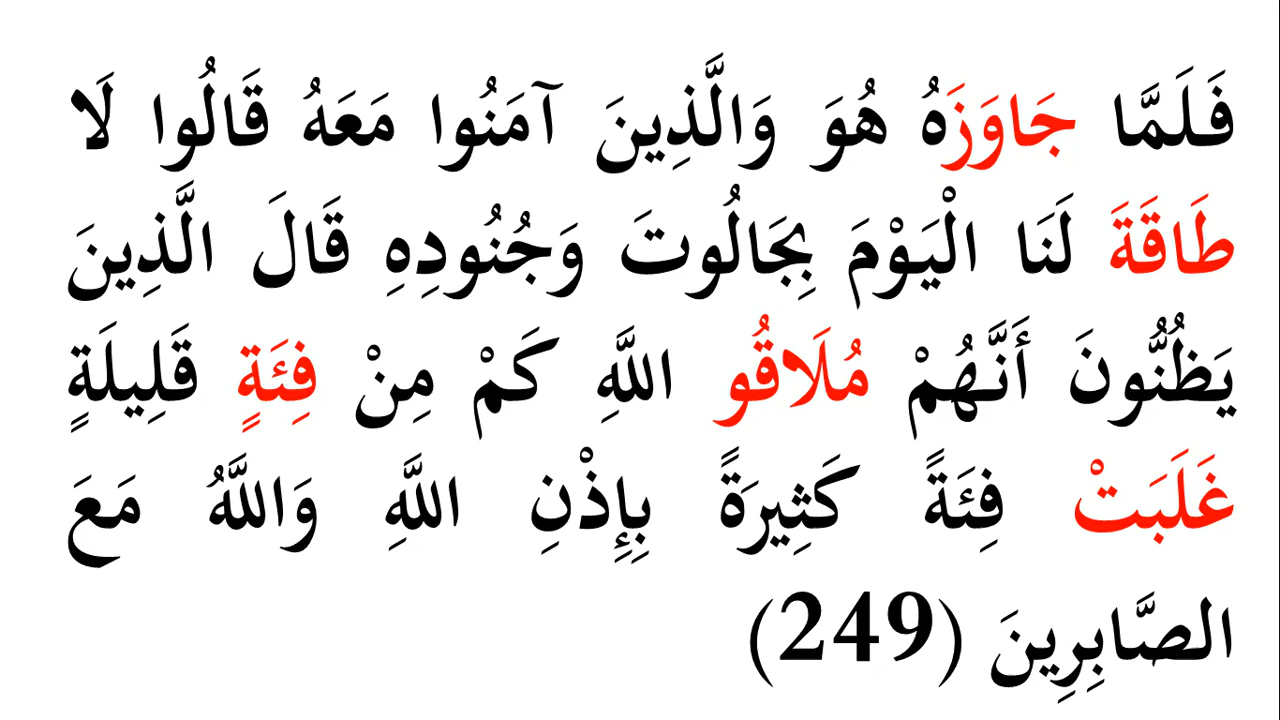 فَلَمَّا جَاوَزَهُ هُوَ وَالَّذِينَ آمَنُوا مَعَهُ قَالُوا لَا
طَاقَةَ لَنَا الْيَوْمَ بِجَالُوتَ وَجُنُودِهِ قَالَ الَّذِينَ
يَظُنُّونَ أَنَّهُمْ مُلَاقُو اللَّهِ كَمْ مِنْ فِئَةٍ قَلِيلَةٍ
غَلَبَتْ فِئَةً كَثِيرَةً بِإِذْنِ اللَّهِ وَاللَّهُ مَعَ
الصَّابِرِينَ (249)